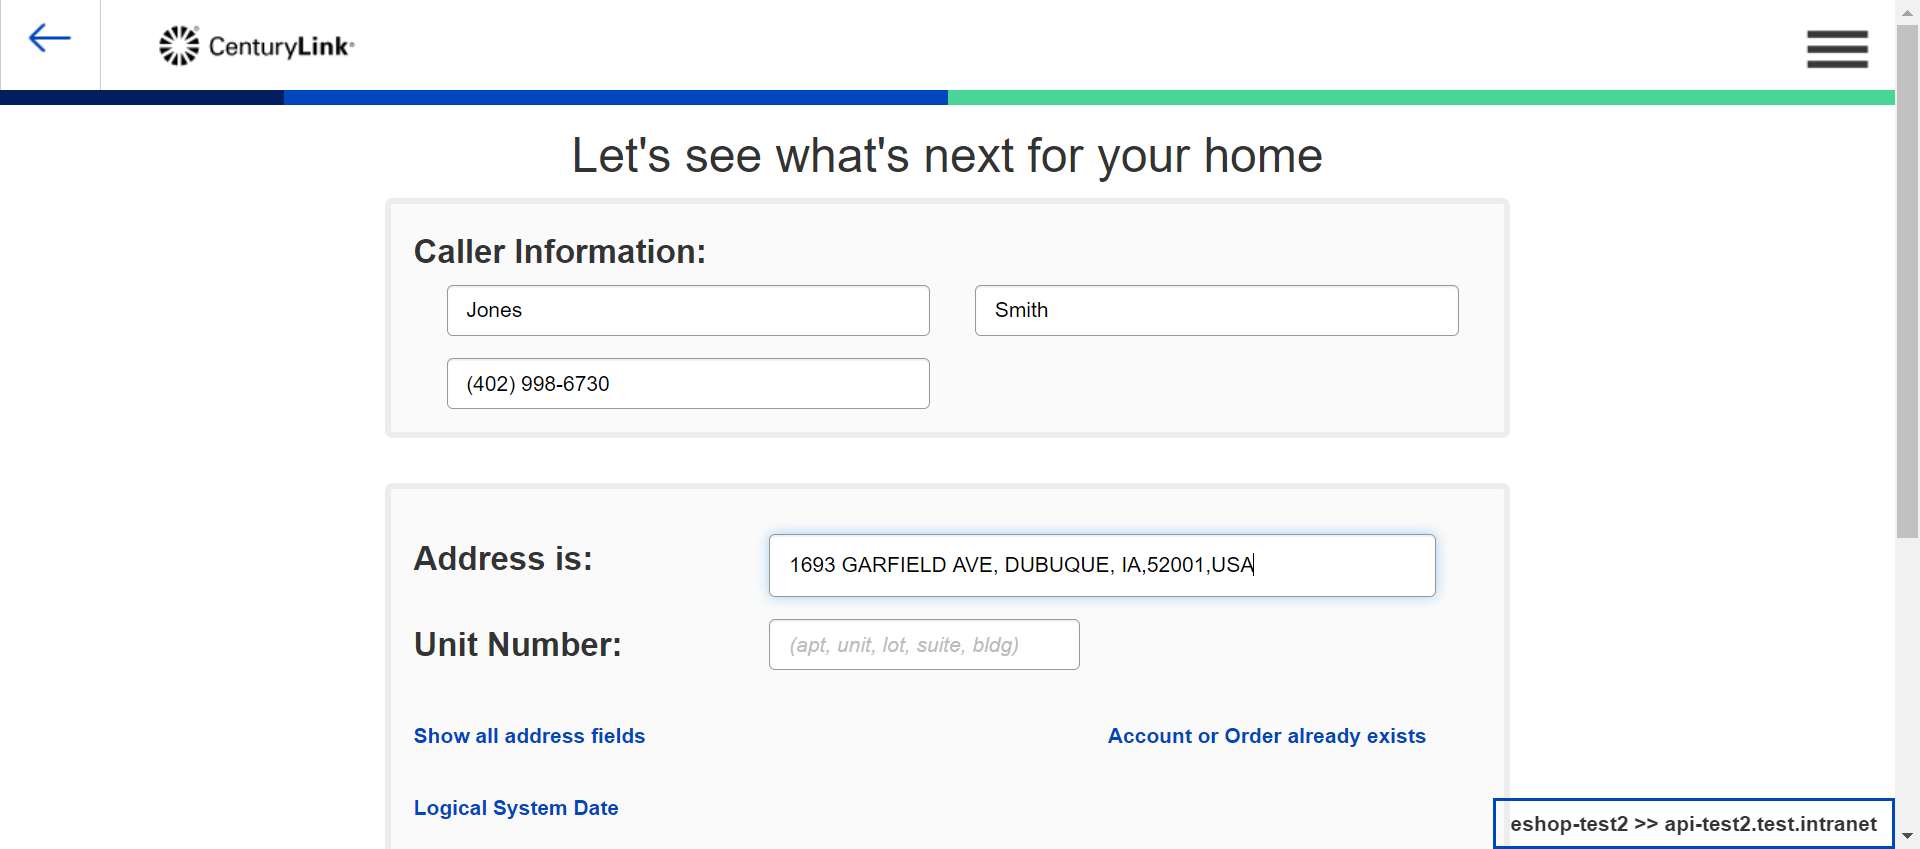 CenturyLink
Let's see what's next for your home
Caller Information:
Jones
Smith
(402) 998-6730
Address is:
1693 GARFIELD AVE, DUBUQUE, IA,52001,USA
Unit Number:
(apt, unit, lot, suite, bldg)
Show all address fields
Account or Order already exists
Logical System Date
eshop-test2 >> api-test2.test.intranet